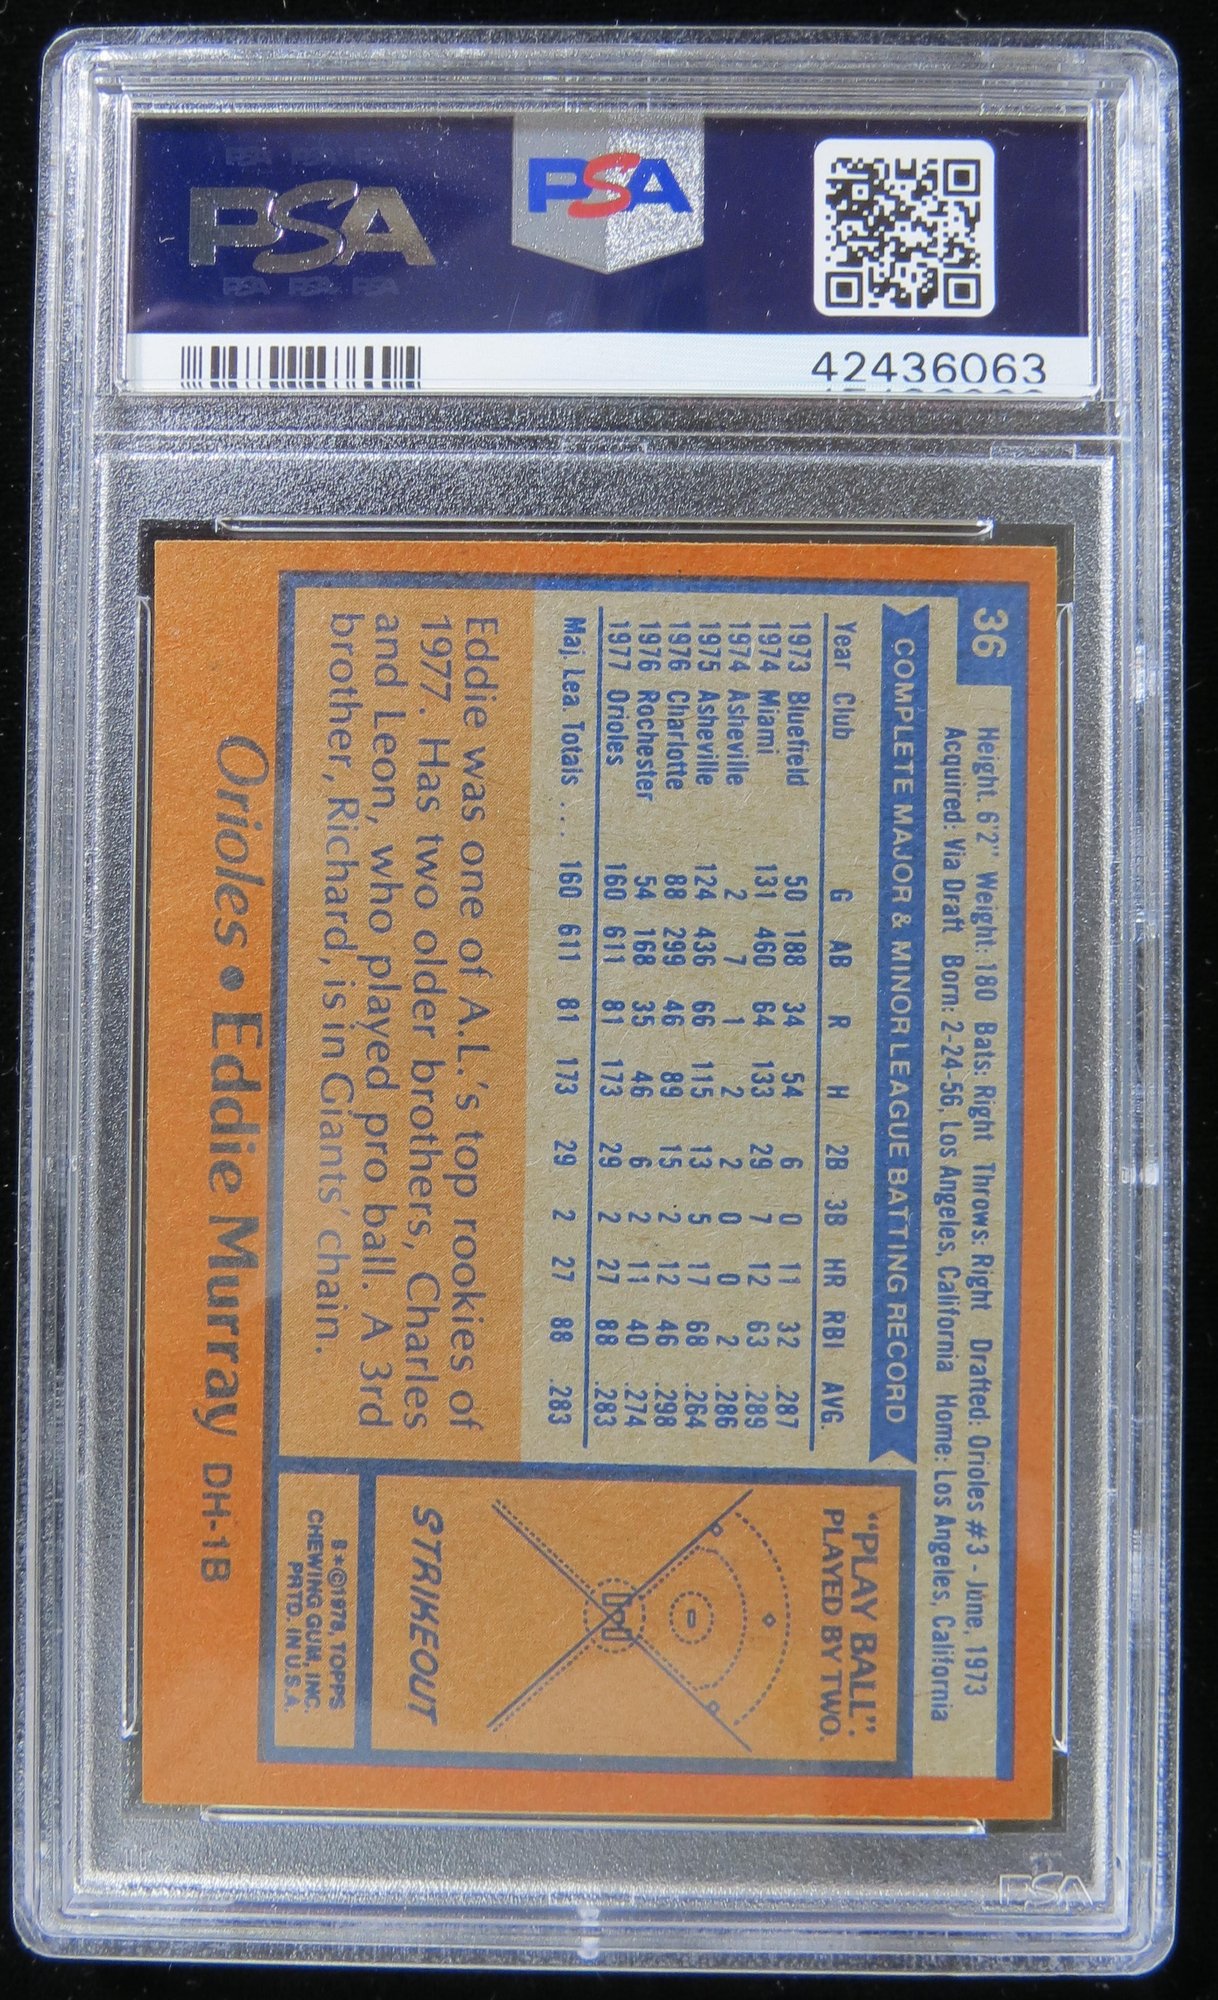 PSA PSA PSA
PSA
PSA PSA PSA
PSA
42436063
36
Height: 6'2" Weight: 180 Bats: Right Throws: Right Drafted: Orioles #3 - June, 1973
Acquired: Via Draft Born: 2-24-56, Los Angeles, California Home: Los Angeles, California
COMPLETE MAJOR & MINOR LEAGUE BATTING RECORD
Year Club G AB R H 2B 3B HR RBI AVG.
1973 Bluefield 50 188 34 54 6 0 11 32 .287
1974 Miami 131 460 64 133 29 7 12 63 .289
1974 Asheville 2 7 1 2 2 0 0 2 .286
1975 Asheville 124 436 66 115 13 5 17 68 .264
1976 Charlotte 88 299 46 89 15 2 12 46 .298
1976 Rochester 54 168 35 46 6 2 11 40 .274
1977 Orioles 160 611 81 173 29 2 27 88 .283
Maj. Lea Totals ... 160 611 81 173 29 2 27 88 .283
Eddie was one of A.L.'s top rookies of
1977. Has two older brothers, Charles
and Leon, who played pro ball. A 3rd
brother, Richard, is in Giants' chain.
"PLAY BALL".
PLAYED BY TWO.
STRIKEOUT
©1978, TOPPS
CHEWING GUM, INC.
PRTD. IN U.S.A.
Orioles • Eddie Murray DH-1B
PSA